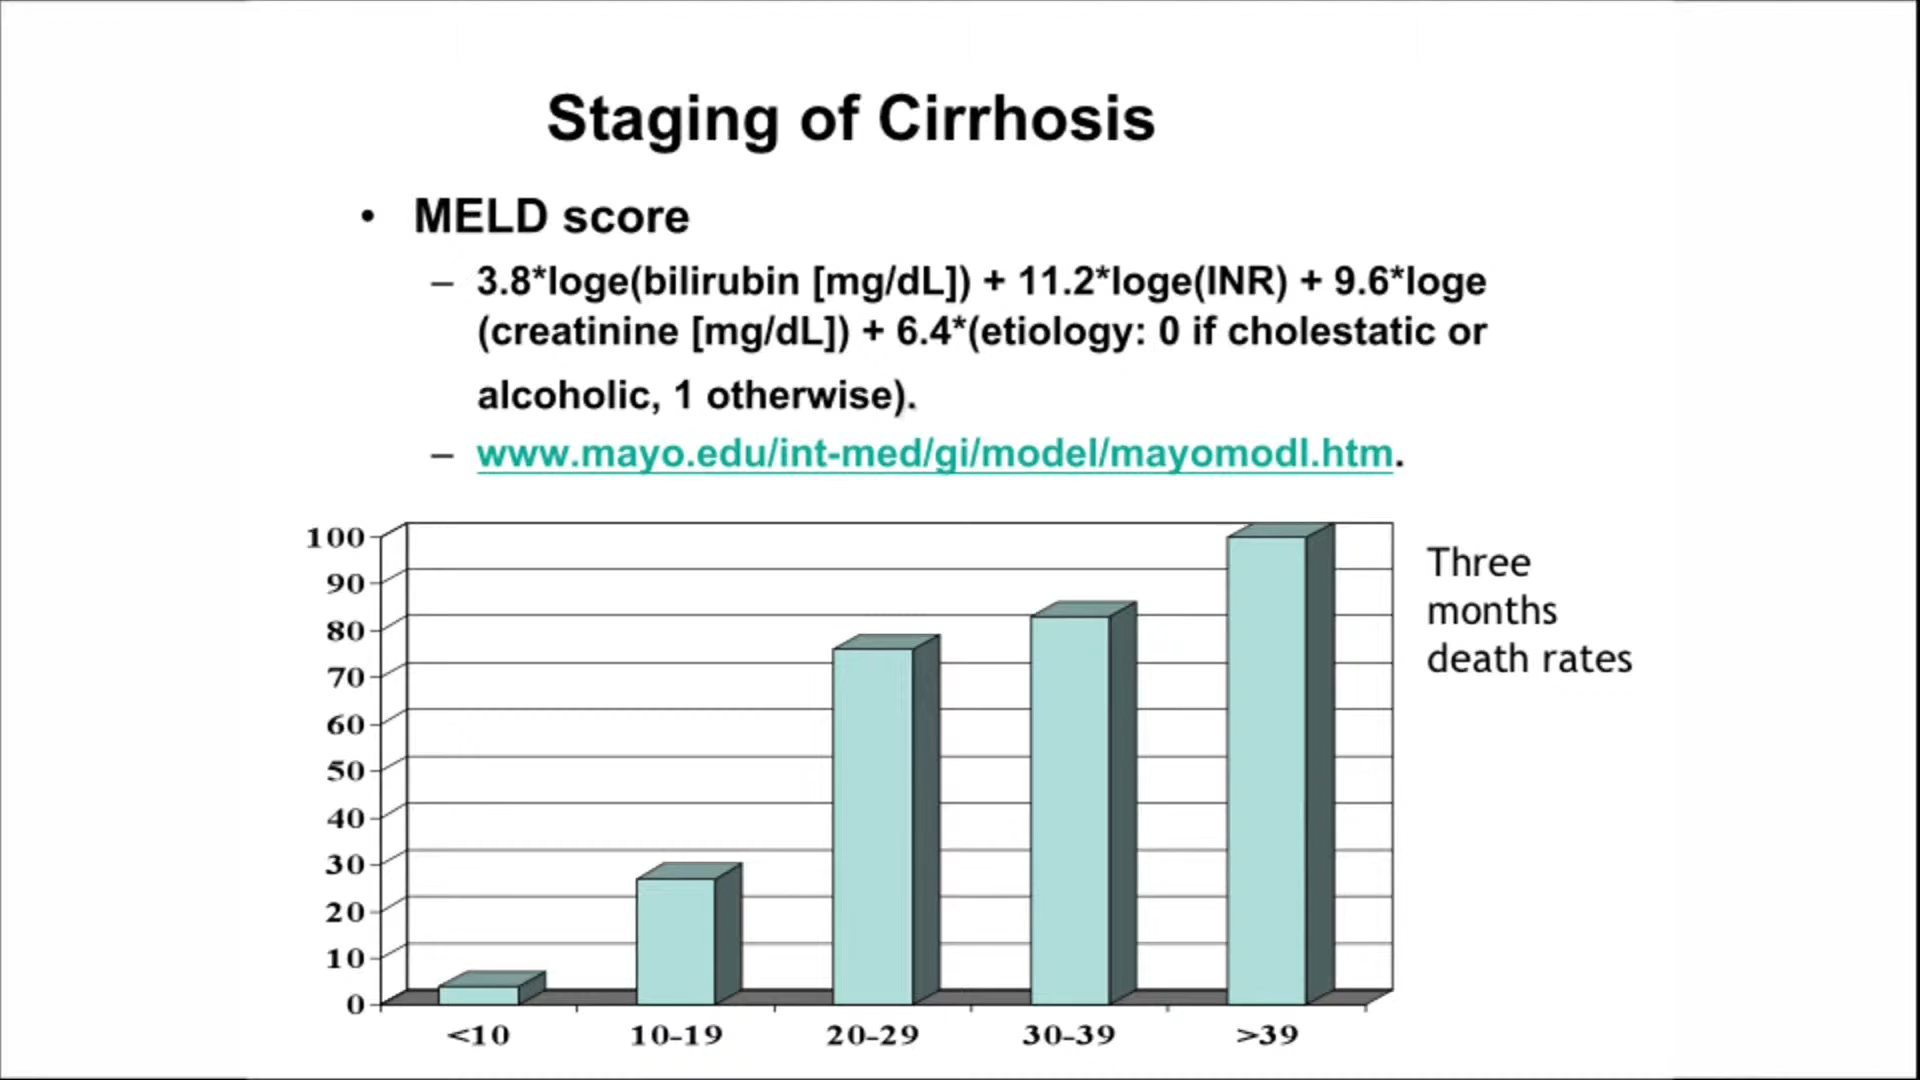 Staging of Cirrhosis
• MELD score
– 3.8*loge(bilirubin [mg/dL]) + 11.2*loge(INR) + 9.6*loge
(creatinine [mg/dL]) + 6.4*(etiology: 0 if cholestatic or
alcoholic, 1 otherwise).
– www.mayo.edu/int-med/gi/model/mayomodl.htm.
100
90
80
70
60
50
40
30
20
10
0
<10 10-19 20-29 30-39 >39
Three
months
death rates